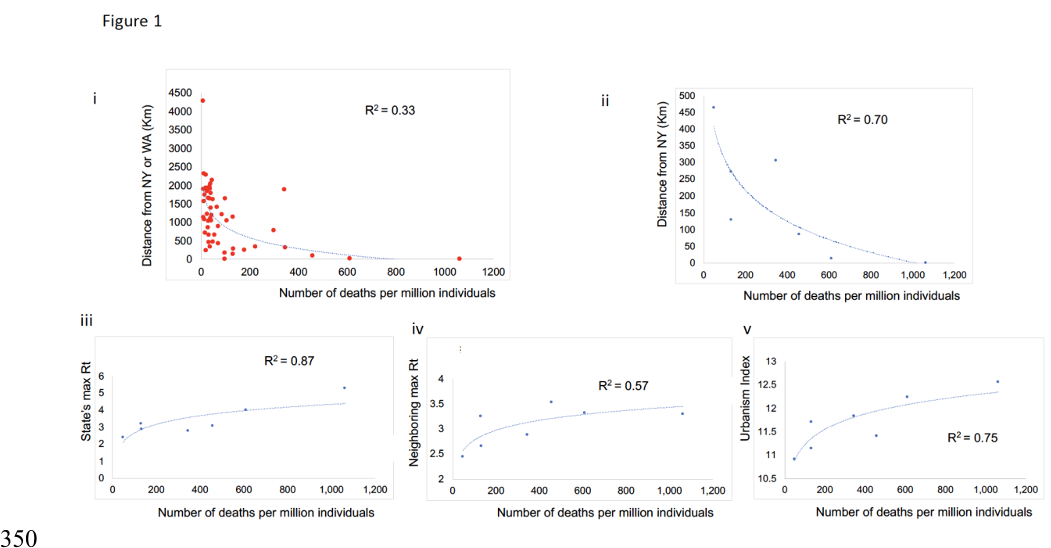 Figure 1
i
4500
4000
3500
3000
2500
2000
1500
1000
500
0
Distance from NY or WA (Km)
R² = 0.33
0 200 400 600 800 1000 1200
Number of deaths per million individuals
ii
500
450
400
350
300
250
200
150
100
50
0
Distance from NY (Km)
R² = 0.70
0 200 400 600 800 1,000 1,200
Number of deaths per million individuals
iii
6
5
4
3
2
1
0
State's max Rt
R² = 0.87
0 200 400 600 800 1,000 1,200
Number of deaths per million individuals
iv
4
3.5
3
2.5
2
Neighboring max Rt
R² = 0.57
0 200 400 600 800 1,000 1,200
Number of deaths per million individuals
v
13
12.5
12
11.5
11
10.5
Urbanism Index
R² = 0.75
0 200 400 600 800 1,000 1,200
Number of deaths per million individuals
350